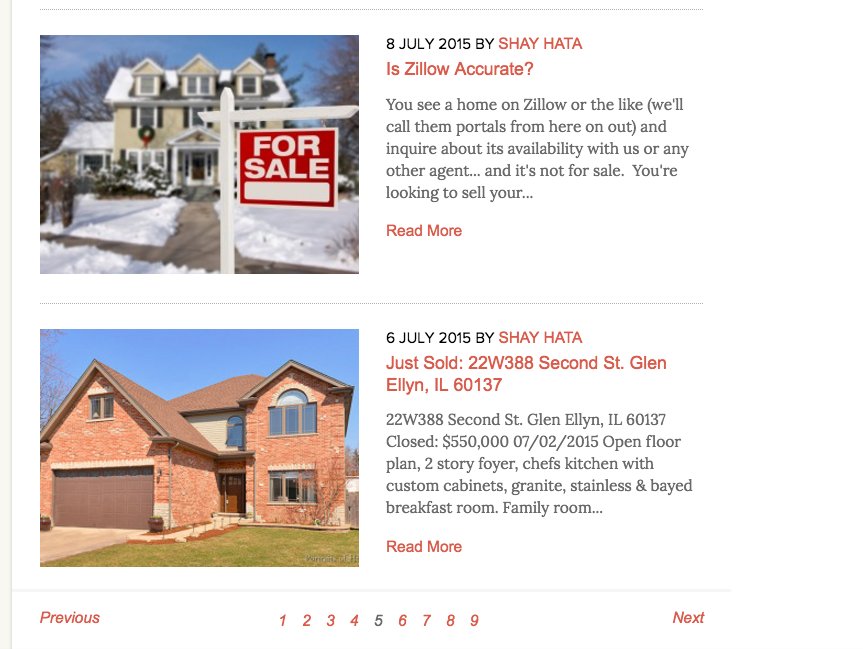 FOR
SALE
8 JULY 2015 BY SHAY HATA
Is Zillow Accurate?
You see a home on Zillow or the like (we'll
call them portals from here on out) and
inquire about its availability with us or any
other agent... and it's not for sale.  You're
looking to sell your...
Read More
6 JULY 2015 BY SHAY HATA
Just Sold: 22W388 Second St. Glen
Ellyn, IL 60137
22W388 Second St. Glen Ellyn, IL 60137
Closed: $550,000 07/02/2015 Open floor
plan, 2 story foyer, chefs kitchen with
custom cabinets, granite, stainless & bayed
breakfast room. Family room...
Read More
Portraits of H
Previous 1 2 3 4 5 6 7 8 9 Next